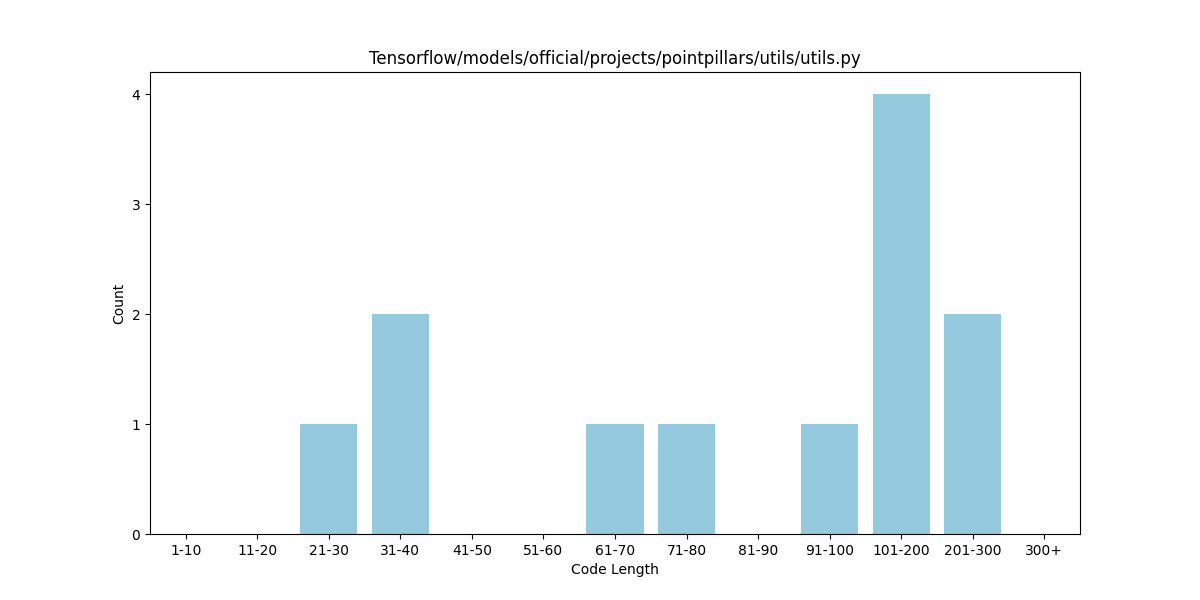 Tensorflow/models/official/projects/pointpillars/utils/utils.py
4
3
2
1
0
Count
1-10 11-20 21-30 31-40 41-50 51-60 61-70 71-80 81-90 91-100 101-200 201-300 300+
Code Length